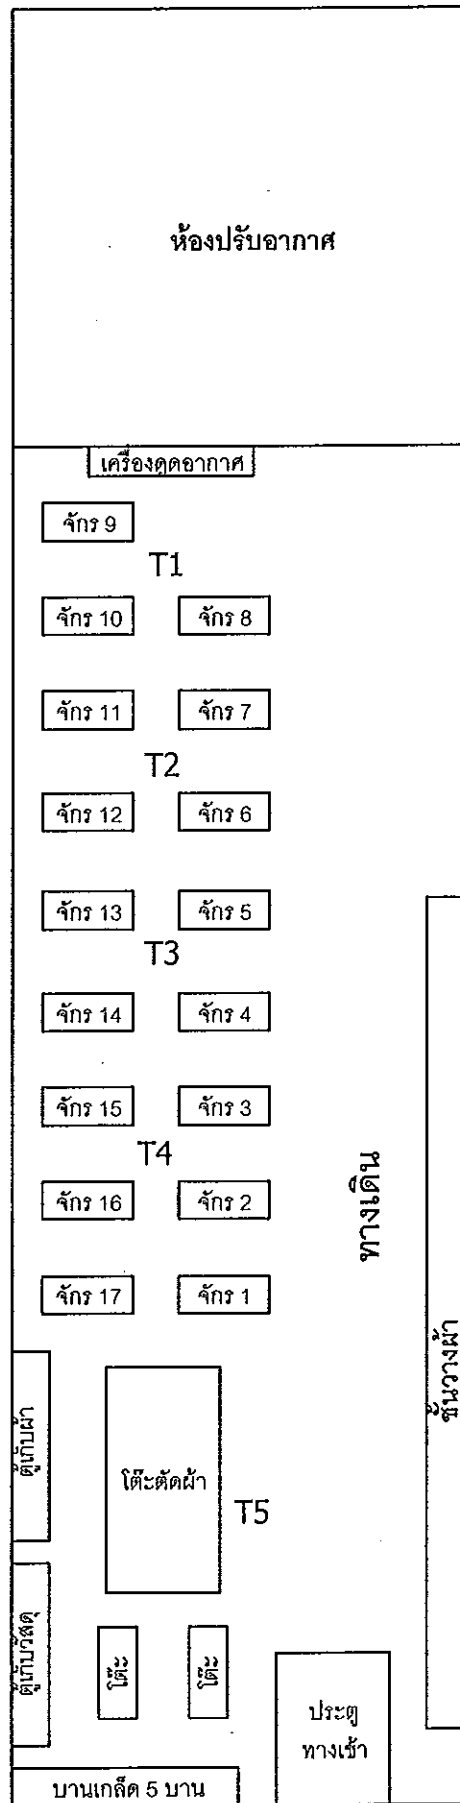 ห้องปรับอากาศ
เครื่องดูดอากาศ
จักร 9
T1
จักร 10
จักร 8
จักร 11
จักร 7
T2
จักร 12
จักร 6
จักร 13
จักร 5
T3
จักร 14
จักร 4
จักร 15
จักร 3
T4
ทางเดิน
จักร 16
จักร 2
จักร 17
จักร 1
ชั้นวางผ้า
ตู้เก็บผ้า
โต๊ะตัดผ้า
T5
ตู้เก็บวัสดุ
โต๊ะ
โต๊ะ
ประตู
ทางเข้า
บานเกล็ด 5 บาน